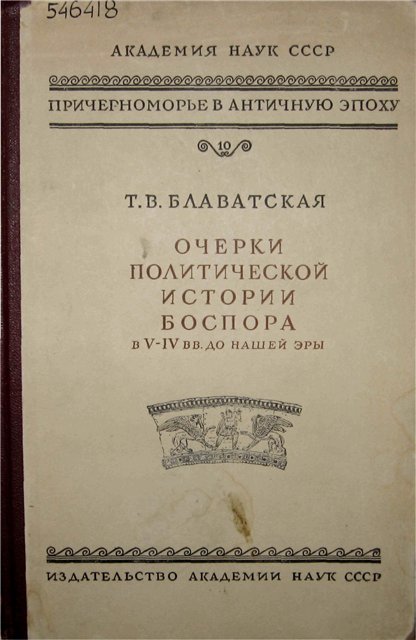 546418
АКАДЕМИЯ НАУК СССР
ПРИЧЕРНОМОРЬЕ В АНТИЧНУЮ ЭПОХУ
10
Т.В. БЛАВАТСКАЯ
ОЧЕРКИ
ПОЛИТИЧЕСКОЙ
ИСТОРИИ
БОСПОРА
В V-IV ВВ. ДО НАШЕЙ ЭРЫ
ИЗДАТЕЛЬСТВО АКАДЕМИИ НАУК СССР